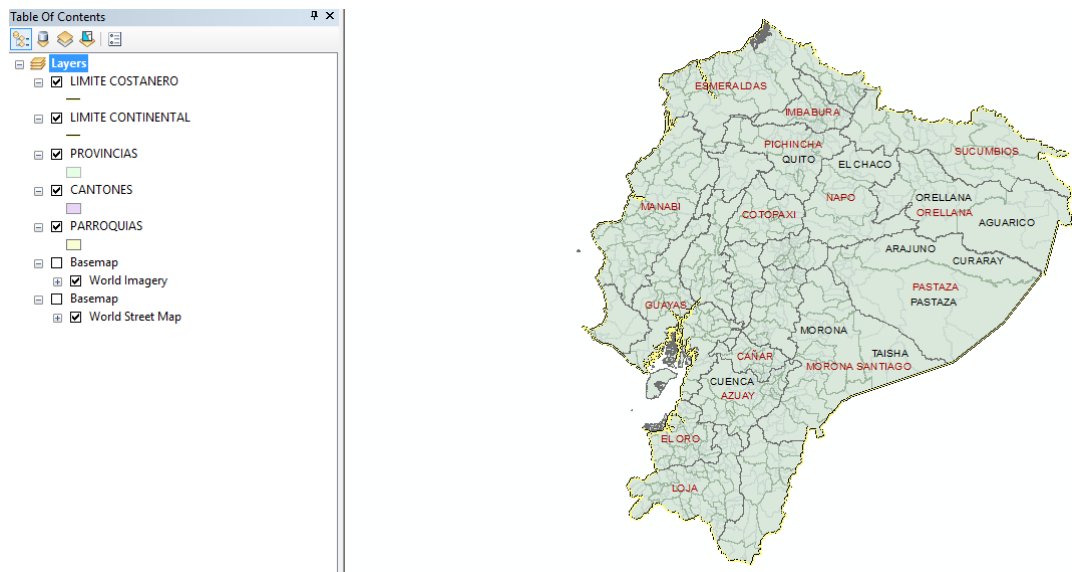 Table Of Contents
Layers
LIMITE COSTANERO
LIMITE CONTINENTAL
PROVINCIAS
CANTONES
PARROQUIAS
Basemap
World Imagery
Basemap
World Street Map
ESMERALDAS
IMBABURA
PICHINCHA
SUCUMBIOS
QUITO
EL CHACO
NAPO
ORELLANA
MANABI
COTOPAXI
ORELLANA
AGUARICO
ARAJUNO
CURARAY
PASTAZA
GUAYAS
PASTAZA
MORONA
CAÑAR
TAISHA
MORONA SANTIAGO
CUENCA
AZUAY
EL ORO
LOJA